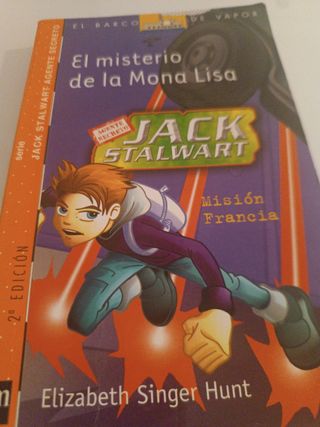 EL BARCO DE VAPOR
El misterio
de la Mona Lisa
AGENTE SECRETO
JACK
STALWART
Misión
Francia
Elizabeth Singer Hunt
serie
JACK STALWART AGENTE SECRETO
2ª EDICIÓN
m